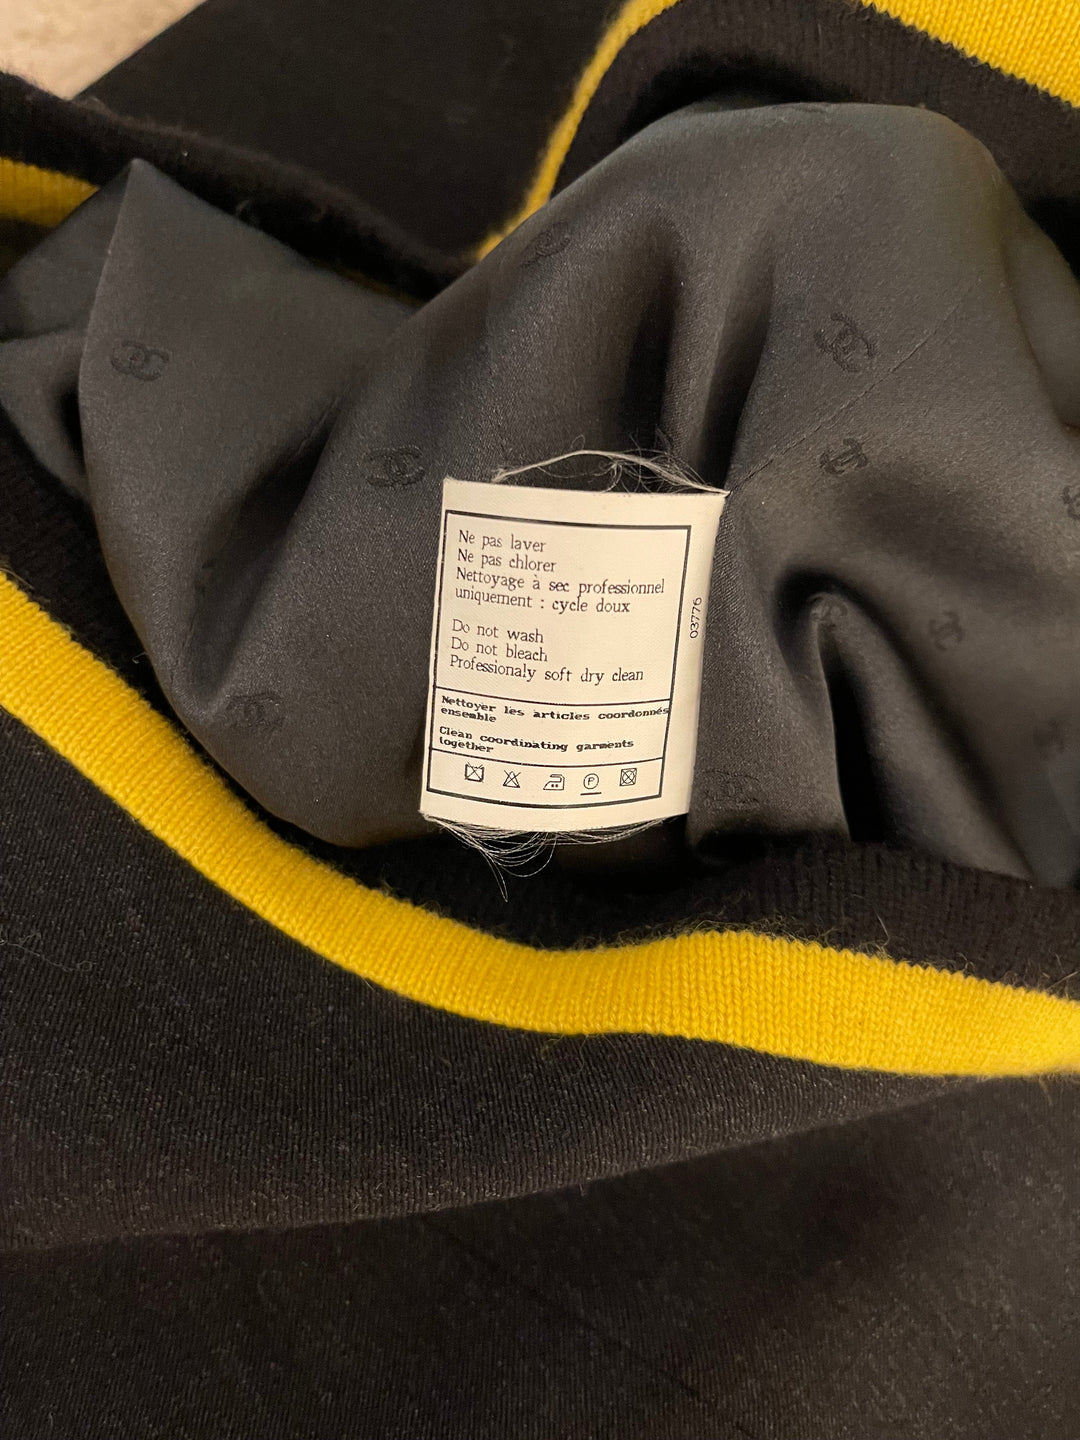 Ne pas laver
Ne pas chlorer
Nettoyage à sec professionnel
uniquement : cycle doux
Do not wash
Do not bleach
Professionaly soft dry clean
Nettoyer les articles coordonnés
ensemble
Clean coordinating garments
together
P
03776